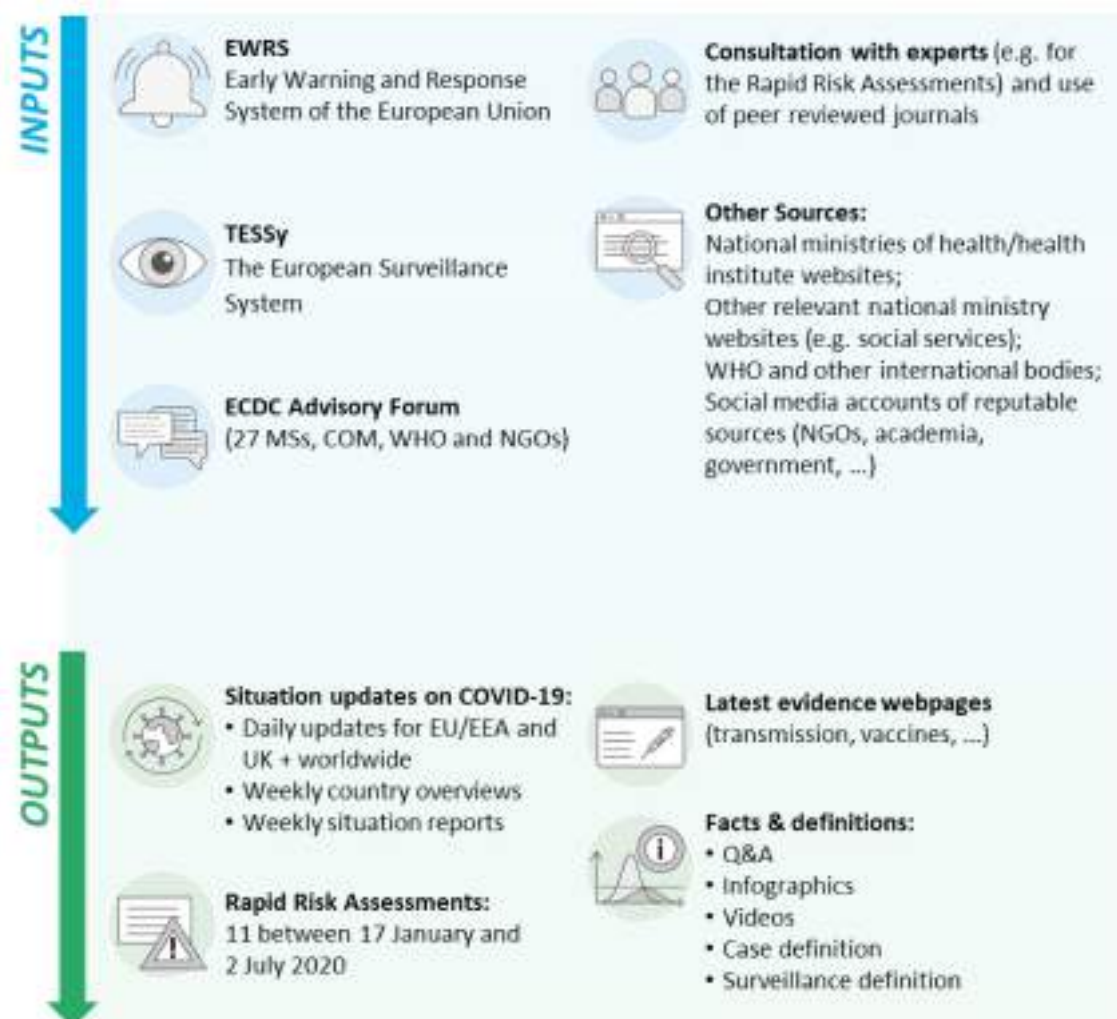 INPUTS
EWRS
Early Warning and Response
System of the European Union
TESSy
The European Surveillance
System
ECDC Advisory Forum
(27 MSs, COM, WHO and NGOs)
Consultation with experts (e.g. for
the Rapid Risk Assessments) and use
of peer reviewed journals
Other Sources:
National ministries of health/health
institute websites;
Other relevant national ministry
websites (e.g. social services);
WHO and other international bodies;
Social media accounts of reputable
sources (NGOs, academia,
government, ...)
OUTPUTS
Situation updates on COVID-19:
• Daily updates for EU/EEA and
UK + worldwide
• Weekly country overviews
• Weekly situation reports
Rapid Risk Assessments:
11 between 17 January and
2 July 2020
Latest evidence webpages
(transmission, vaccines, ...)
Facts & definitions:
• Q&A
• Infographics
• Videos
• Case definition
• Surveillance definition